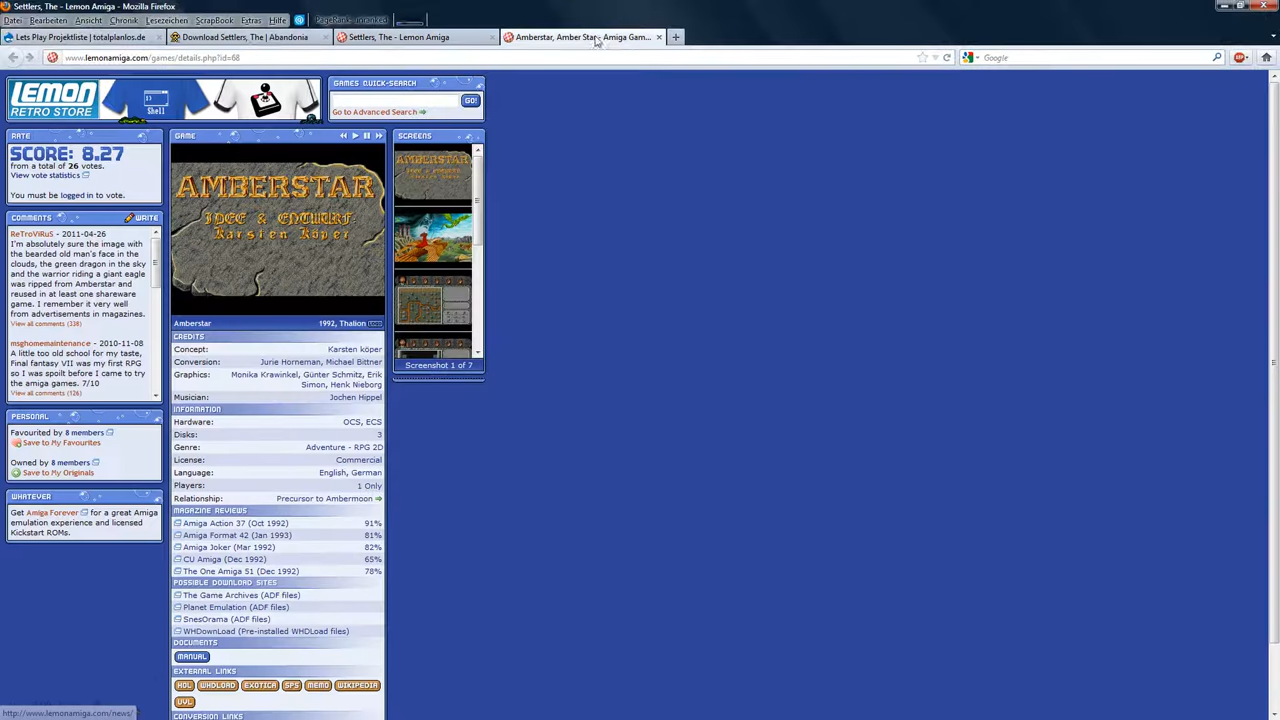 Settlers, The - Lemon Amiga - Mozilla Firefox
Datei Bearbeiten Ansicht Chronik Lesezeichen ScrapBook Extras Hilfe PageRank unranked
Lets Play Projektliste | totalplanlos.de
Download Settlers, The | Abandonia
Settlers, The - Lemon Amiga
Amberstar, Amber Star - Amiga Gam...
www.lemonamiga.com/games/details.php?id=68
Google
LEMON
RETRO STORE
Shell
GAMES QUICK-SEARCH
GO!
Go to Advanced Search
RATE
SCORE: 8.27
from a total of 26 votes.
View vote statistics
You must be logged in to vote.
COMMENTS WRITE
ReTroViRuS - 2011-04-26
I'm absolutely sure the image with
the bearded old man's face in the
clouds, the green dragon in the sky
and the warrior riding a giant eagle
was ripped from Amberstar and
reused in at least one shareware
game. I remember it very well
from advertisements in magazines.
View all comments (338)
msghomemaintenance - 2010-11-08
A little too old school for my taste,
Final fantasy VII was my first RPG
so I was spoilt before I came to try
the amiga games. 7/10
View all comments (126)
PERSONAL
Favourited by 8 members
Save to My Favourites
Owned by 8 members
Save to My Originals
WHATEVER
Get Amiga Forever for a great Amiga
emulation experience and licensed
Kickstart ROMs.
GAME
AMBERSTAR
IDEE & ENTWURF
Karsten Köper
Amberstar 1992, Thalion
CREDITS
Concept: Karsten köper
Conversion: Jurie Horneman, Michael Bittner
Graphics: Monika Krawinkel, Günter Schmitz, Erik
Simon, Henk Nieborg
Musician: Jochen Hippel
INFORMATION
Hardware: OCS, ECS
Disks: 3
Genre: Adventure - RPG 2D
License: Commercial
Language: English, German
Players: 1 Only
Relationship: Precursor to Ambermoon
MAGAZINE REVIEWS
Amiga Action 37 (Oct 1992) 91%
Amiga Format 42 (Jan 1993) 81%
Amiga Joker (Mar 1992) 82%
CU Amiga (Dec 1992) 65%
The One Amiga 51 (Dec 1992) 78%
POSSIBLE DOWNLOAD SITES
The Game Archives (ADF files)
Planet Emulation (ADF files)
SnesOrama (ADF files)
WHDownLoad (Pre-installed WHDLoad files)
DOCUMENTS
MANUAL
EXTERNAL LINKS
HOL WHDLOAD EXOTICA SPS MEMO WIKIPEDIA
UVL
CONVERSION LINKS
SCREENS
AMBERSTAR
Screenshot 1 of 7
http://www.lemonamiga.com/news/